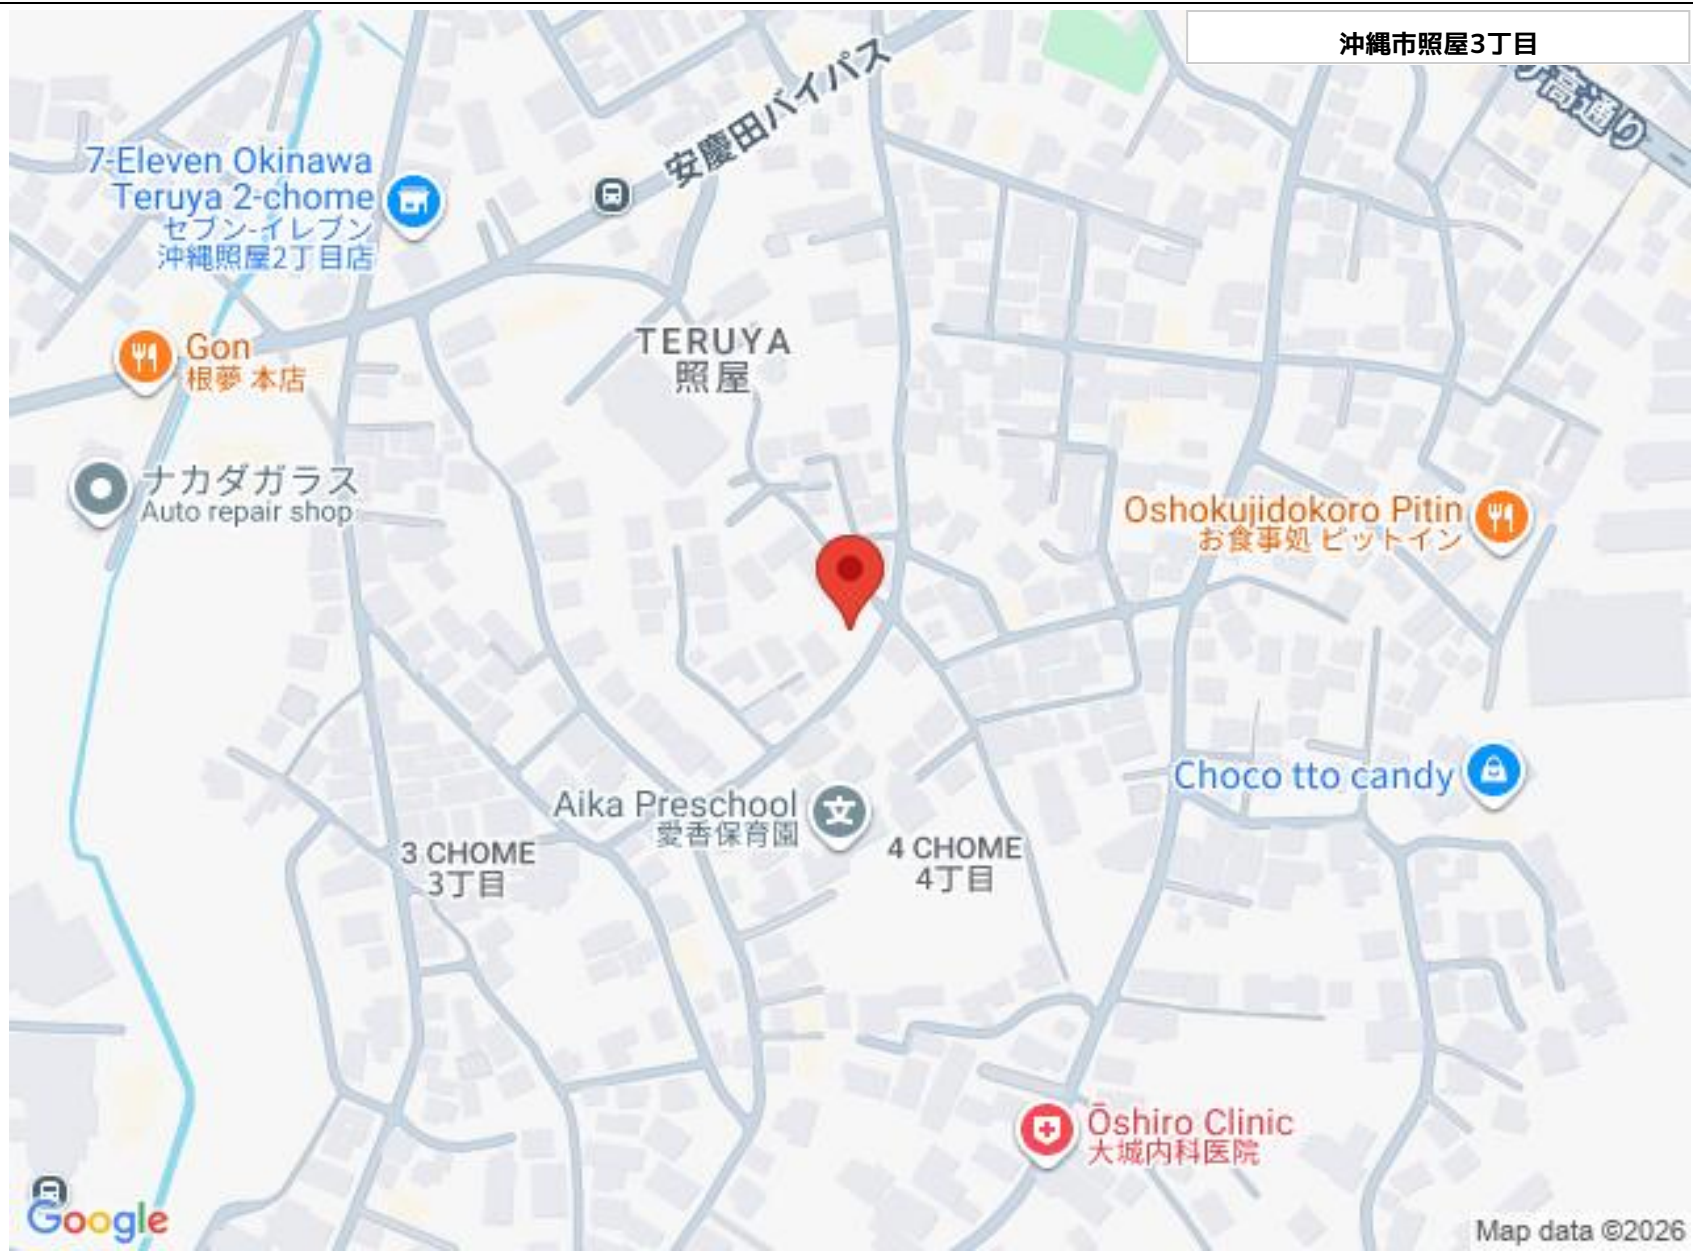 沖縄市照屋3丁目
安慶田バイパス
高通り
7-Eleven Okinawa
Teruya 2-chome
セブン-イレブン
沖縄照屋2丁目店
TERUYA
照屋
Gon
根夢 本店
ナカダガラス
Auto repair shop
Oshokujidokoro Pitin
お食事処 ピットイン
Choco tto candy
Aika Preschool
愛香保育園
3 CHOME
3丁目
4 CHOME
4丁目
Ōshiro Clinic
大城内科医院
Google
Map data ©2026